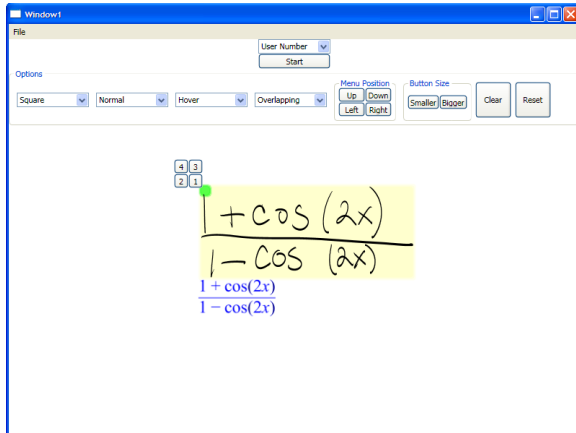 Window1
File
User Number
Start
Options
Square Normal Hover Overlapping
Menu Position
Up Down
Left Right
Button Size
Smaller Bigger
Clear Reset
4 3
2 1
1 + cos (2x)
1 - cos (2x)
1 + cos(2x)
1 − cos(2x)